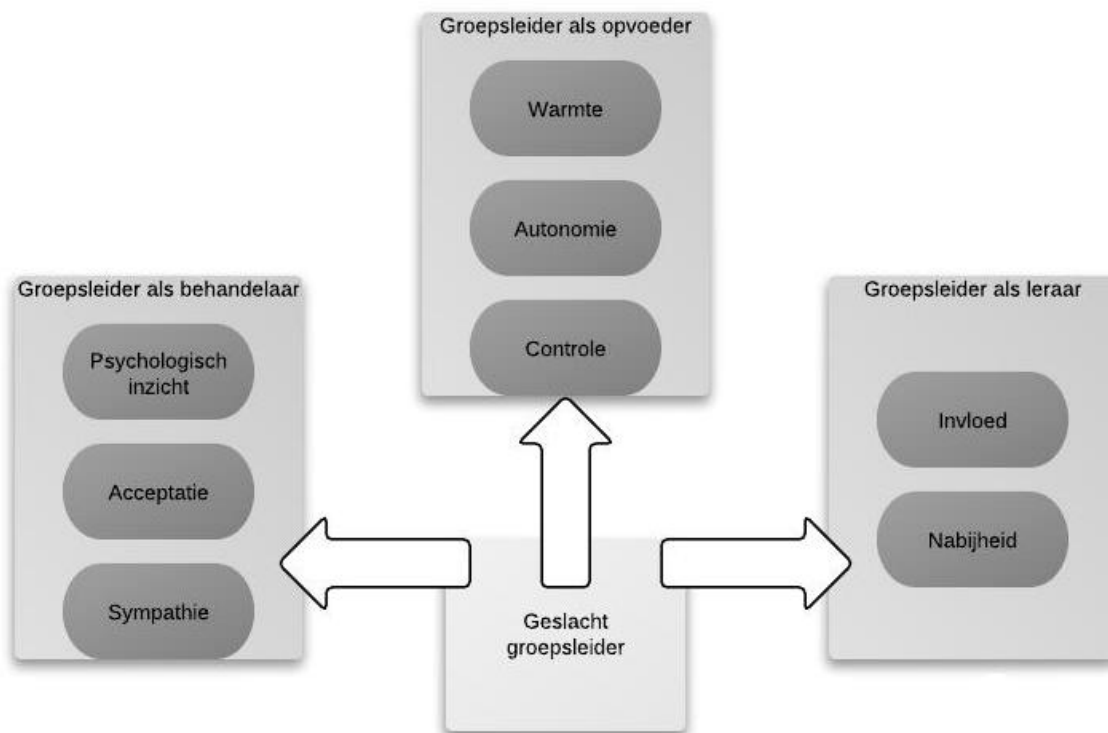 Groepsleider als opvoeder
Warmte
Autonomie
Controle
Groepsleider als behandelaar
Psychologisch
inzicht
Acceptatie
Sympathie
Groepsleider als leraar
Invloed
Nabijheid
Geslacht
groepsleider